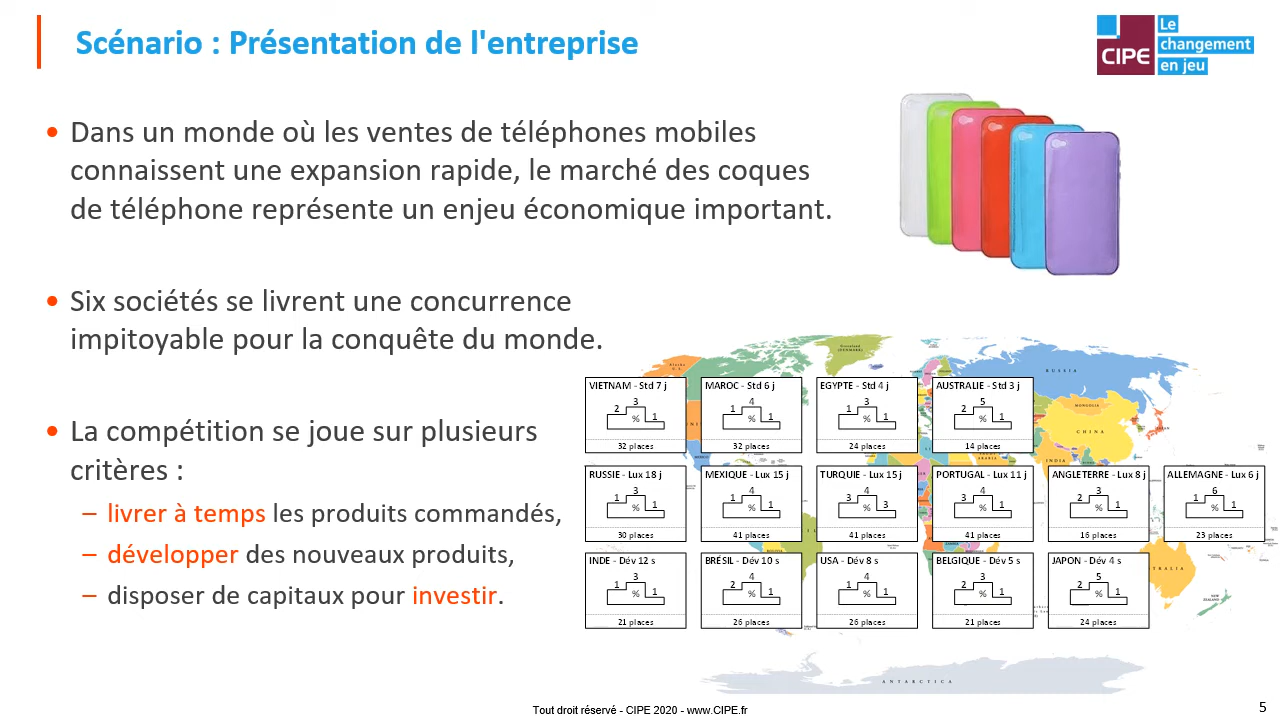 Scénario : Présentation de l'entreprise
Le
changement
en jeu
CIPE
• Dans un monde où les ventes de téléphones mobiles
connaissent une expansion rapide, le marché des coques
de téléphone représente un enjeu économique important.
• Six sociétés se livrent une concurrence
impitoyable pour la conquête du monde.
• La compétition se joue sur plusieurs
critères :
– livrer à temps les produits commandés,
– développer des nouveaux produits,
– disposer de capitaux pour investir.
RUSSIA
MONGOLIA
CHINA
INDIA
VIETNAM - Std 7 j
2 3 % 1
32 places
MAROC - Std 6 j
1 4 % 1
32 places
EGYPTE - Std 4 j
1 3 % 1
24 places
AUSTRALIE - Std 3 j
2 5 % 1
14 places
RUSSIE - Lux 18 j
1 3 % 1
30 places
MEXIQUE - Lux 15 j
1 4 % 1
41 places
TURQUIE - Lux 15 j
3 4 % 3
41 places
PORTUGAL - Lux 11 j
3 4 % 1
41 places
ANGLETERRE - Lux 8 j
2 3 % 1
16 places
ALLEMAGNE - Lux 6 j
1 6 % 1
23 places
INDE - Dév 12 s
1 3 % 1
21 places
BRÉSIL - Dév 10 s
2 4 % 1
26 places
USA - Dév 8 s
1 4 % 1
26 places
BELGIQUE - Dév 5 s
2 3 % 1
21 places
JAPON - Dév 4 s
2 5 % 1
24 places
ANTARCTICA
Tout droit réservé - CIPE 2020 - www.CIPE.fr
5